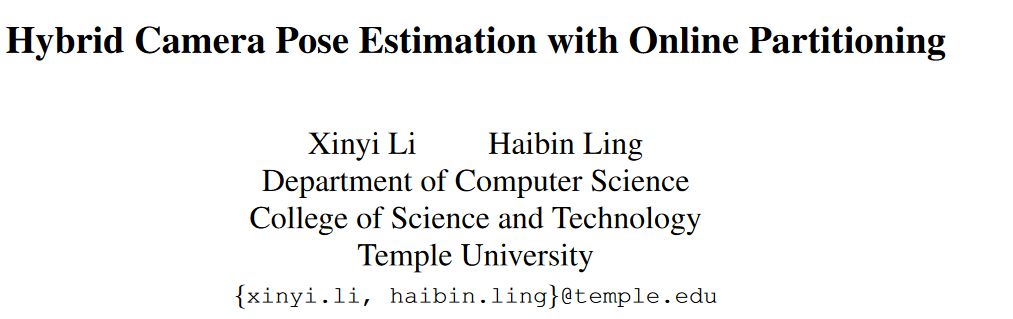 Hybrid Camera Pose Estimation with Online Partitioning
Xinyi Li Haibin Ling
Department of Computer Science
College of Science and Technology
Temple University
{xinyi.li, haibin.ling}@temple.edu